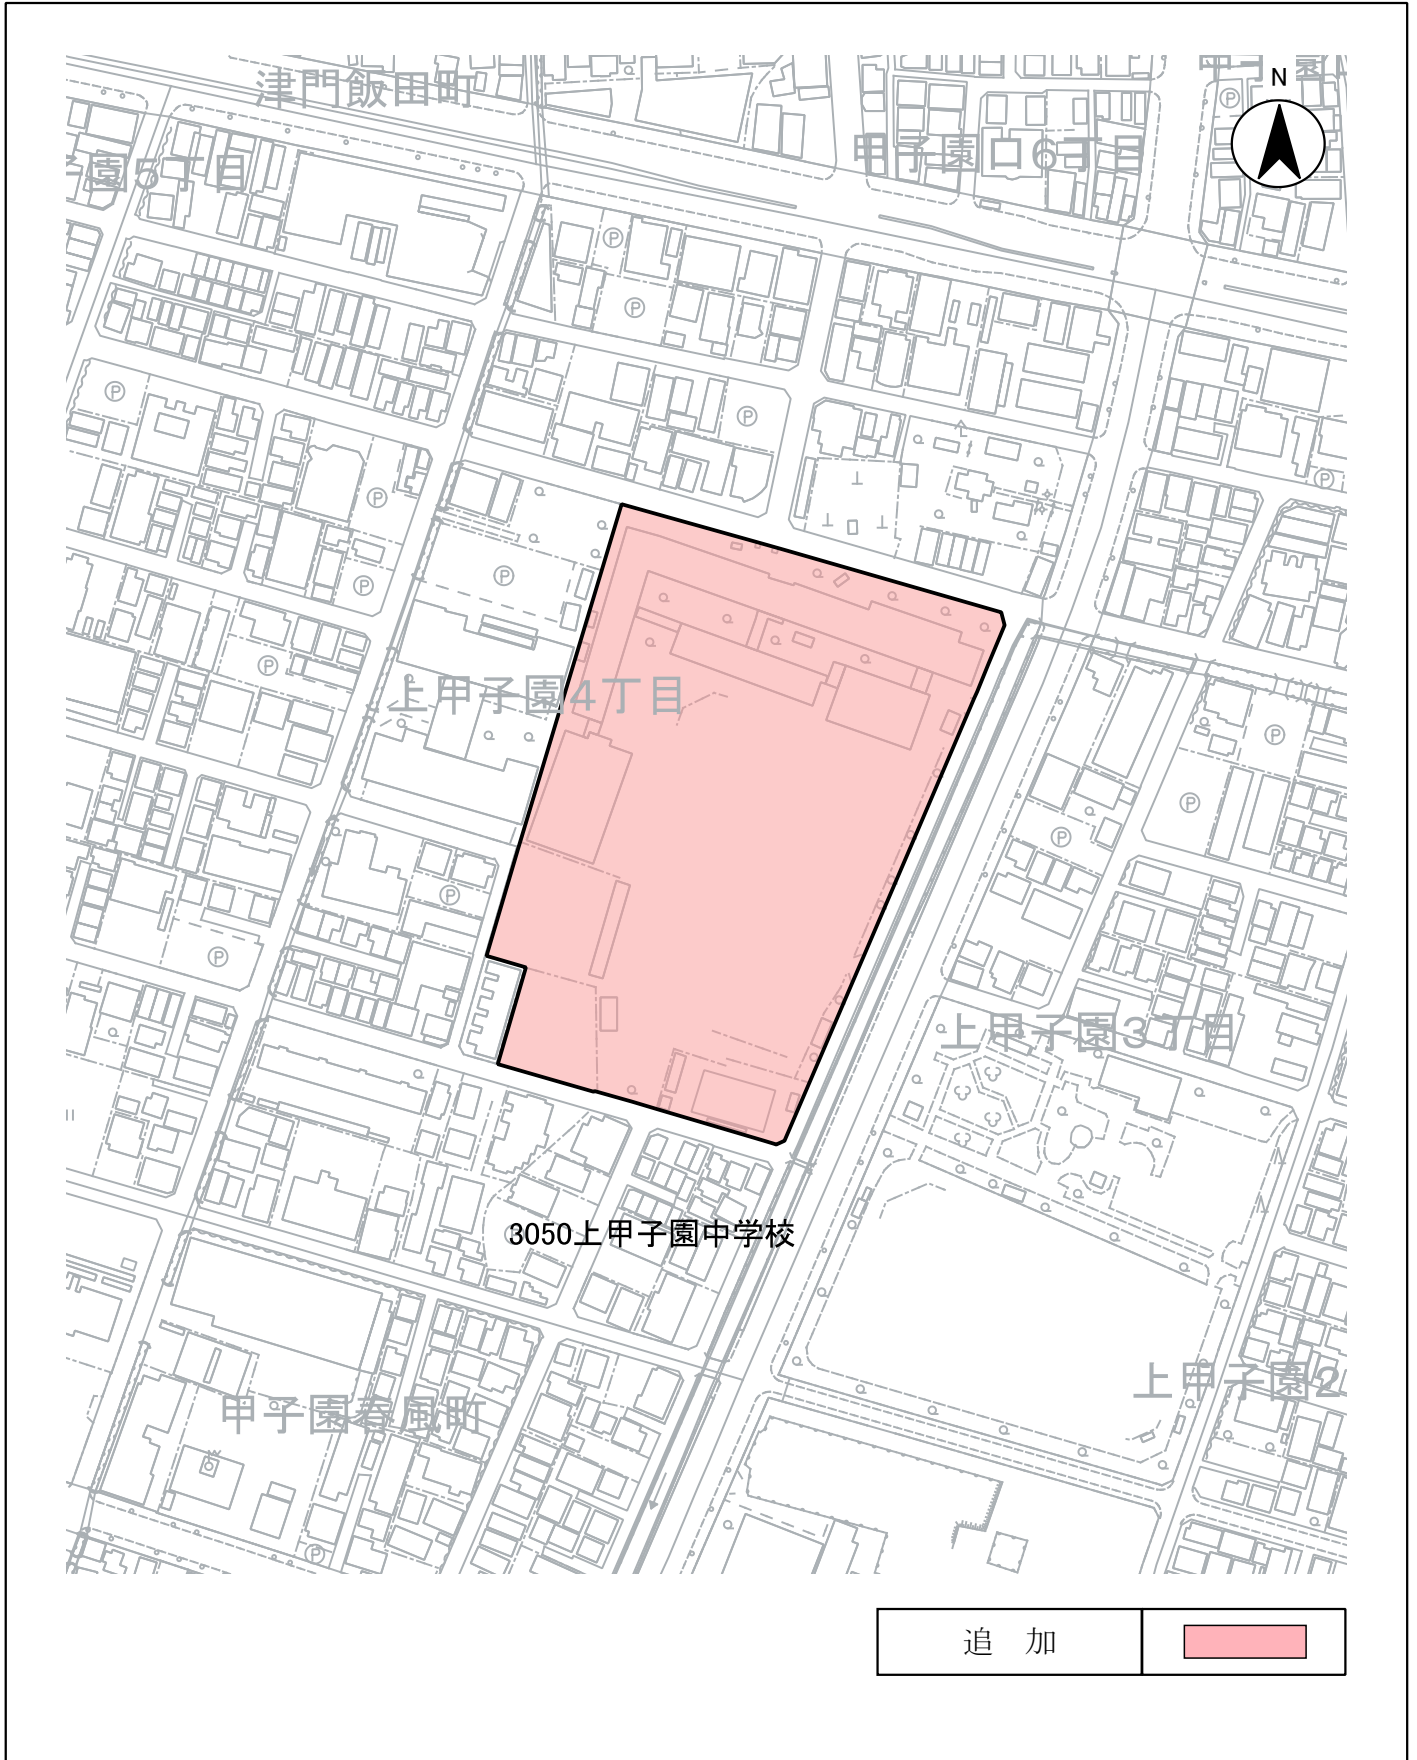 津門飯田町
N
甲子園口6丁目
子園5丁目
上甲子園4丁目
上甲子園3丁目
3050上甲子園中学校
上甲子園2
甲子園春風町
追　加